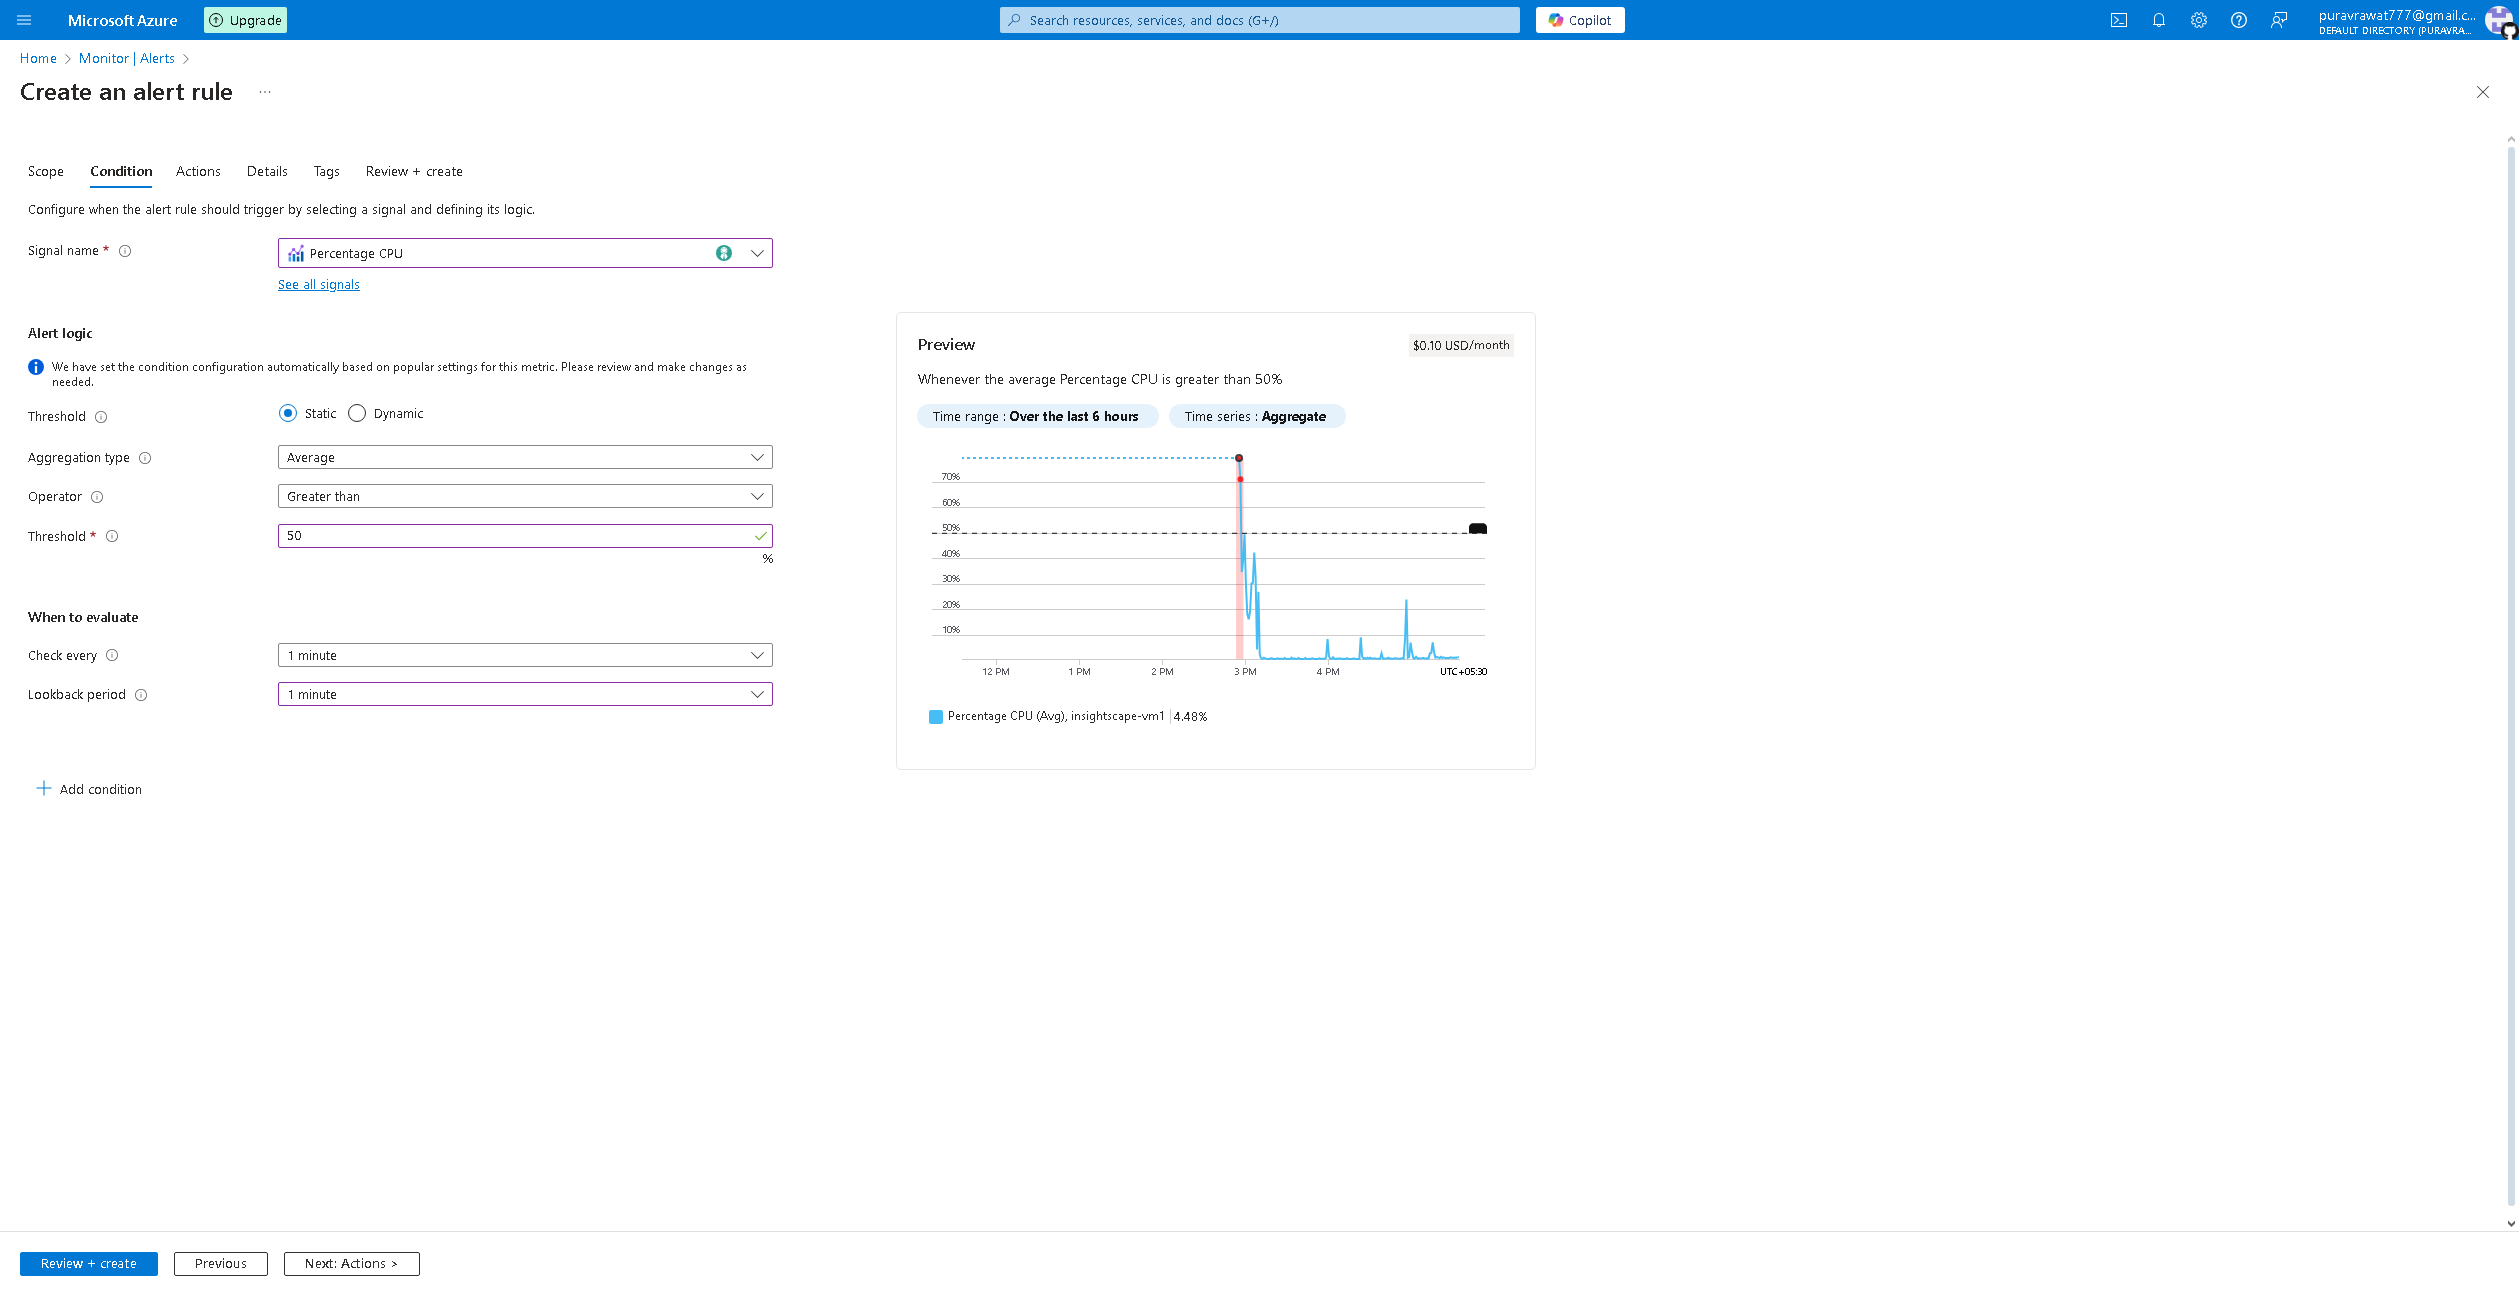 Microsoft Azure
Upgrade
Search resources, services, and docs (G+/)
Copilot
puravrawat777@gmail.c...
DEFAULT DIRECTORY (PURAVRA...
Home > Monitor | Alerts >
Create an alert rule ...
Scope Condition Actions Details Tags Review + create
Configure when the alert rule should trigger by selecting a signal and defining its logic.
Signal name *
Percentage CPU
See all signals
Alert logic
We have set the condition configuration automatically based on popular settings for this metric. Please review and make changes as
needed.
Threshold
Static Dynamic
Aggregation type
Average
Operator
Greater than
Threshold *
50
%
When to evaluate
Check every
1 minute
Lookback period
1 minute
Add condition
Preview
$0.10 USD/month
Whenever the average Percentage CPU is greater than 50%
Time range : Over the last 6 hours
Time series : Aggregate
70%
60%
50%
40%
30%
20%
10%
12 PM 1 PM 2 PM 3 PM 4 PM UTC+05:30
Percentage CPU (Avg), insightscape-vm1 | 4.48%
Review + create
Previous
Next: Actions >